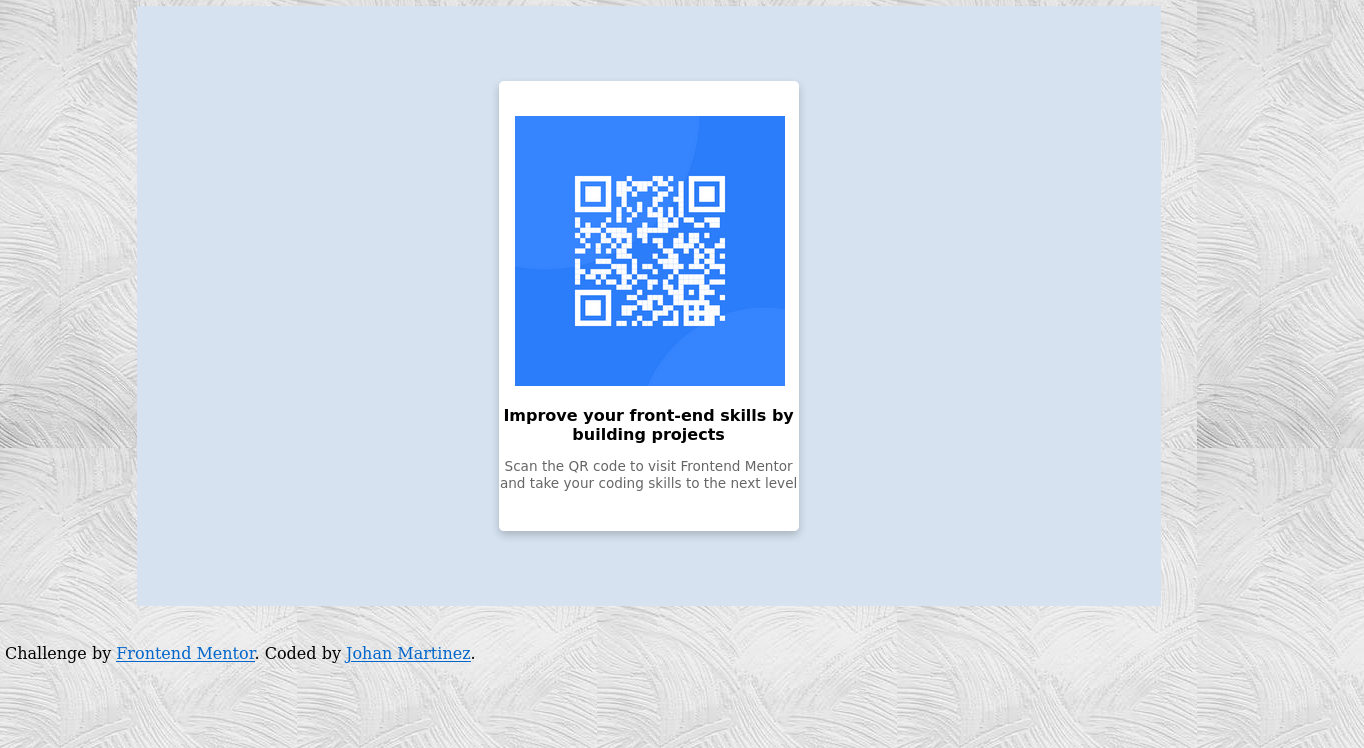 Improve your front-end skills by
building projects
Scan the QR code to visit Frontend Mentor
and take your coding skills to the next level
Challenge by Frontend Mentor. Coded by Johan Martinez.